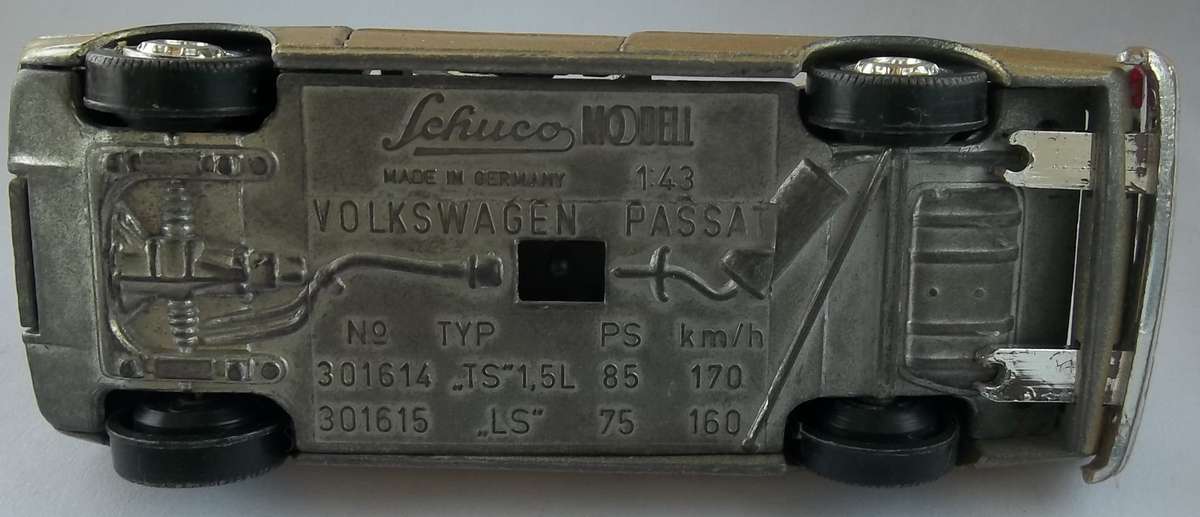 Schuco MODELL
MADE IN GERMANY 1:43
VOLKSWAGEN PASSAT
Nº TYP PS km/h
301614 „TS“ 1,5L 85 170
301615 „LS“ 75 160